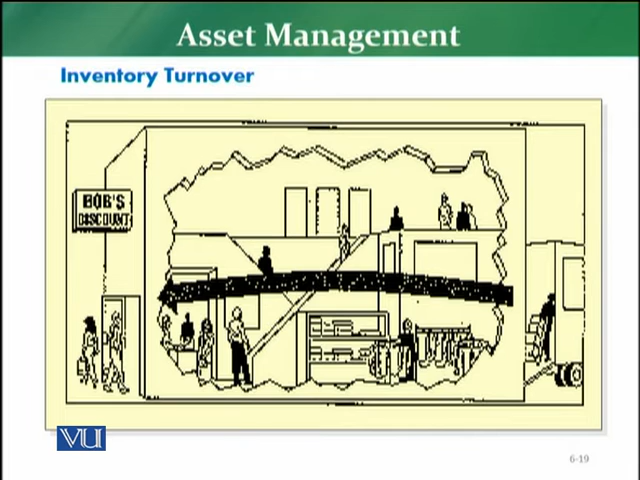 Asset Management
Inventory Turnover
BOB'S
DISCOUNT
VU
6-19